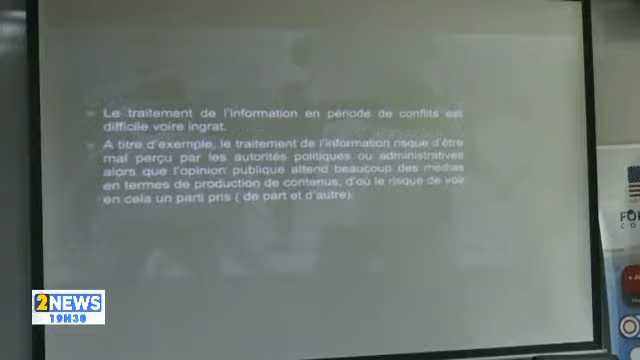 Le traitement de l'information en période de conflits est
difficile voire ingrat.
A titre d'exemple, le traitement de l'information risque d'être
mal perçu par les autorités politiques ou administratives
alors que l'opinion publique attend beaucoup des médias
en termes de production de contenus, d'où le risque de voir
en cela un parti pris ( de part et d'autre).
2NEWS
19H30